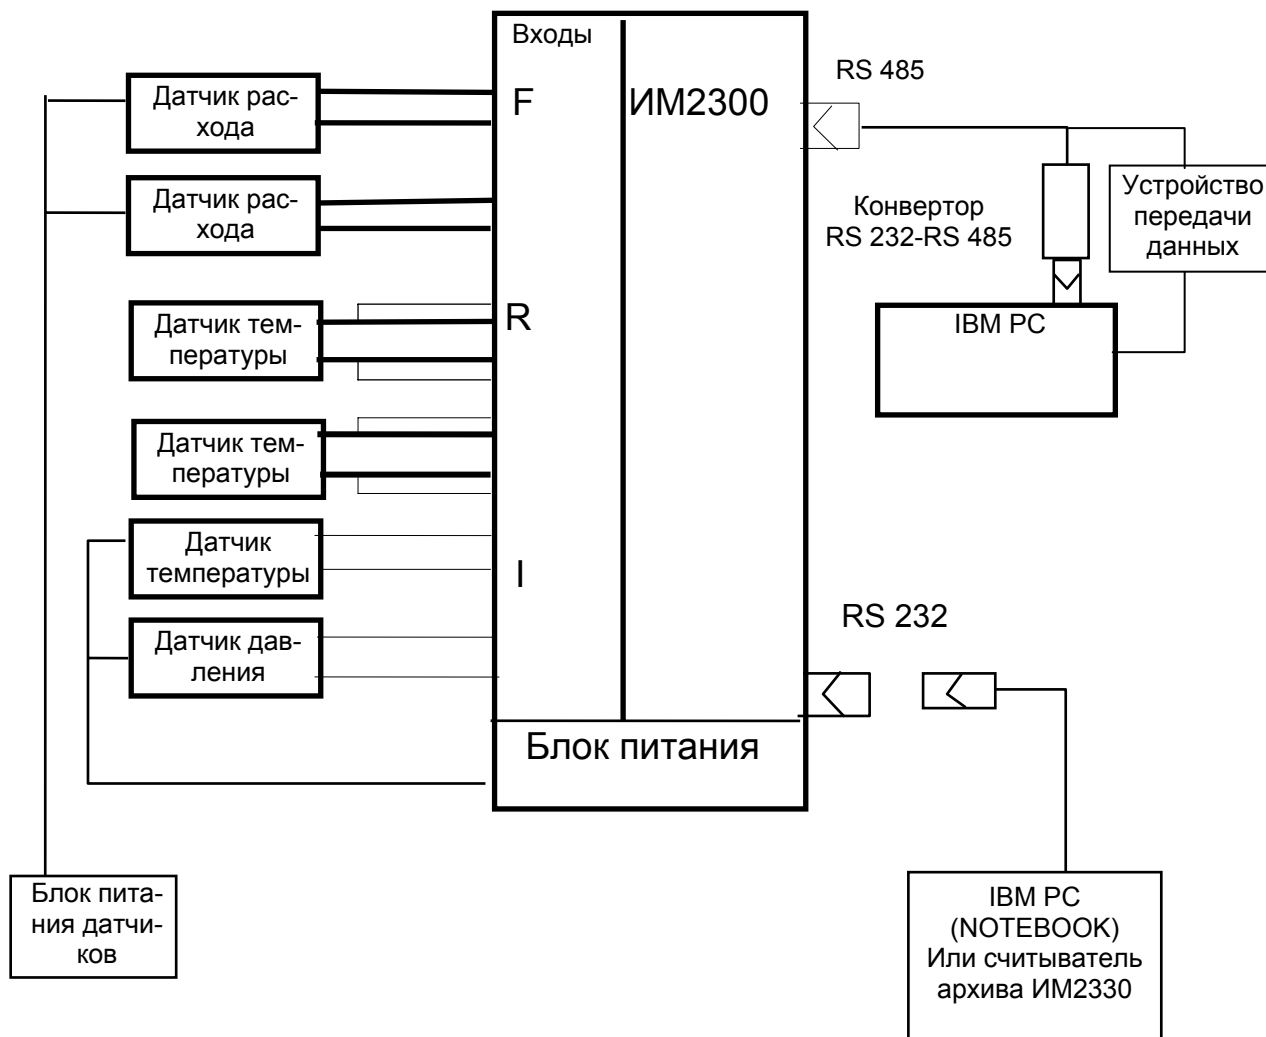 Входы
RS 485
Датчик рас-
хода
F
ИМ2300
Датчик рас-
хода
Конвертор
RS 232-RS 485
Устройство
передачи
данных
Датчик тем-
пературы
R
IBM PC
Датчик тем-
пературы
Датчик
температуры
I
RS 232
Датчик дав-
ления
Блок питания
Блок пита-
ния датчи-
ков
IBM PC
(NOTEBOOK)
Или считыватель
архива ИМ2330